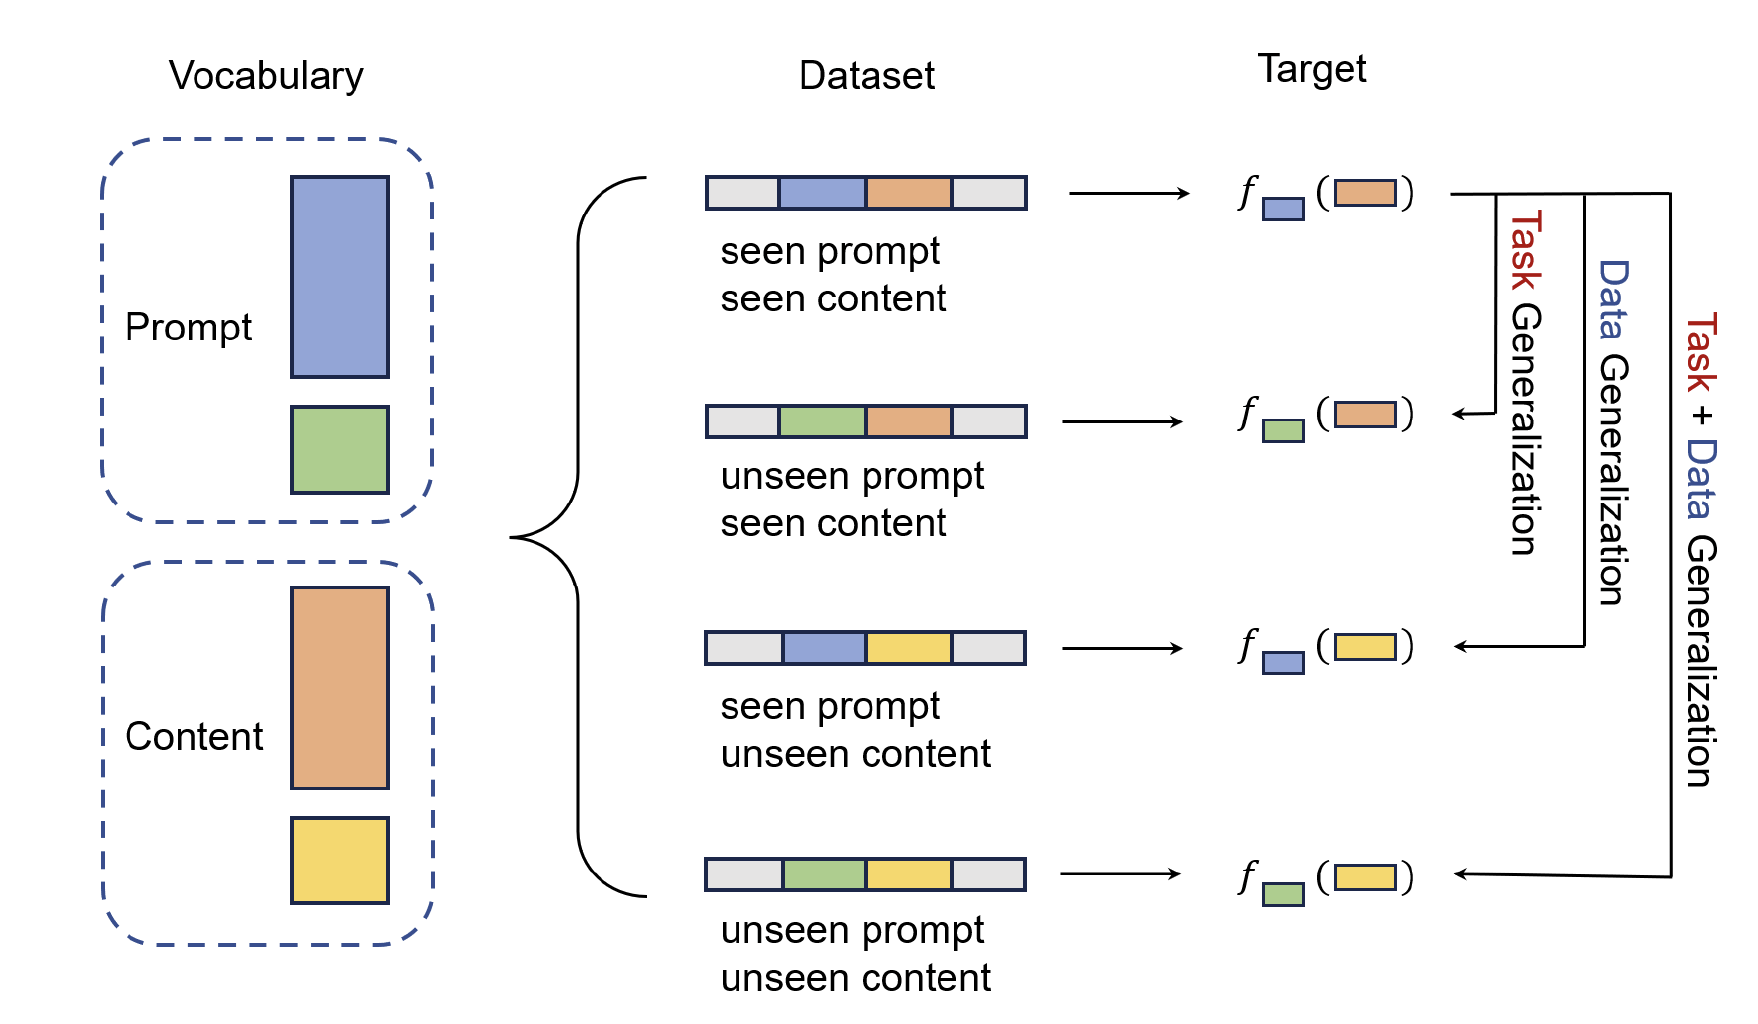 Vocabulary
Dataset
Target
Prompt
Content
seen prompt
seen content
unseen prompt
seen content
seen prompt
unseen content
unseen prompt
unseen content
f ( )
f ( )
f ( )
f ( )
Task Generalization
Data Generalization
Task + Data Generalization